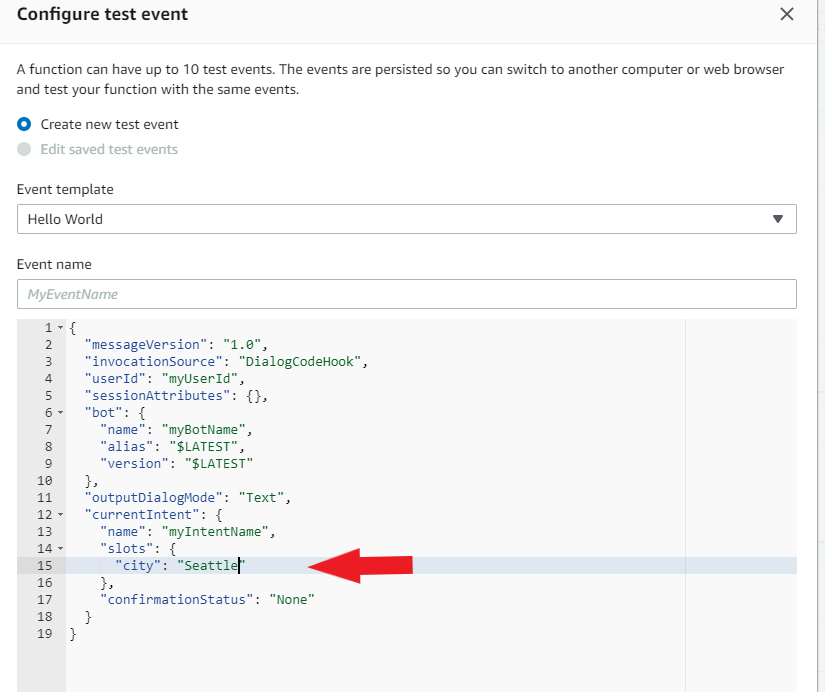 Configure test event
A function can have up to 10 test events. The events are persisted so you can switch to another computer or web browser
and test your function with the same events.
Create new test event
Edit saved test events
Event template
Hello World
Event name
MyEventName
1 {
2 "messageVersion": "1.0",
3 "invocationSource": "DialogCodeHook",
4 "userId": "myUserId",
5 "sessionAttributes": {},
6 "bot": {
7 "name": "myBotName",
8 "alias": "$LATEST",
9 "version": "$LATEST"
10 },
11 "outputDialogMode": "Text",
12 "currentIntent": {
13 "name": "myIntentName",
14 "slots": {
15 "city": "Seattle"
16 },
17 "confirmationStatus": "None"
18 }
19 }